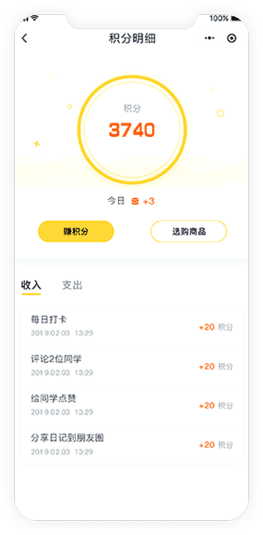 100%
积分明细
积分
3740
今日 +3
赚积分 选购商品
收入 支出
每日打卡
+20 积分
2019.02.03 13:29
评论2位同学
+20 积分
2019.02.03 13:29
给同学点赞
+20 积分
2019.02.03 13:29
分享日记到朋友圈
+20 积分
2019.02.03 13:29